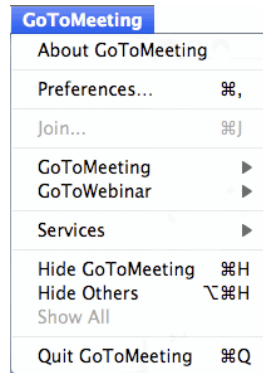 GoToMeeting
About GoToMeeting
Preferences... ⌘,
Join... ⌘J
GoToMeeting ▶
GoToWebinar ▶
Services ▶
Hide GoToMeeting ⌘H
Hide Others ⌥⌘H
Show All
Quit GoToMeeting ⌘Q